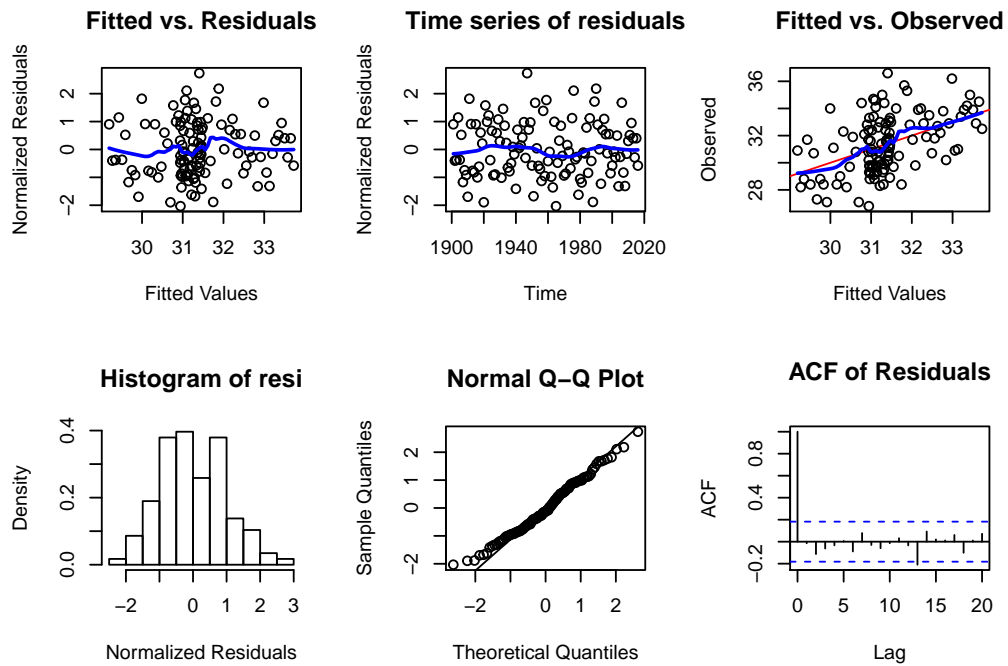 Fitted vs. Residuals
Normalized Residuals
2
1
0
−2
30 31 32 33
Fitted Values
Time series of residuals
Normalized Residuals
2
1
0
−2
1900 1940 1980 2020
Time
Fitted vs. Observed
Observed
36
32
28
30 31 32 33
Fitted Values
Histogram of resi
Density
0.4
0.2
0.0
−2 0 1 2 3
Normalized Residuals
Normal Q−Q Plot
Sample Quantiles
2
0
−2
−2 0 1 2
Theoretical Quantiles
ACF of Residuals
ACF
0.8
0.4
−0.2
0 5 10 15 20
Lag